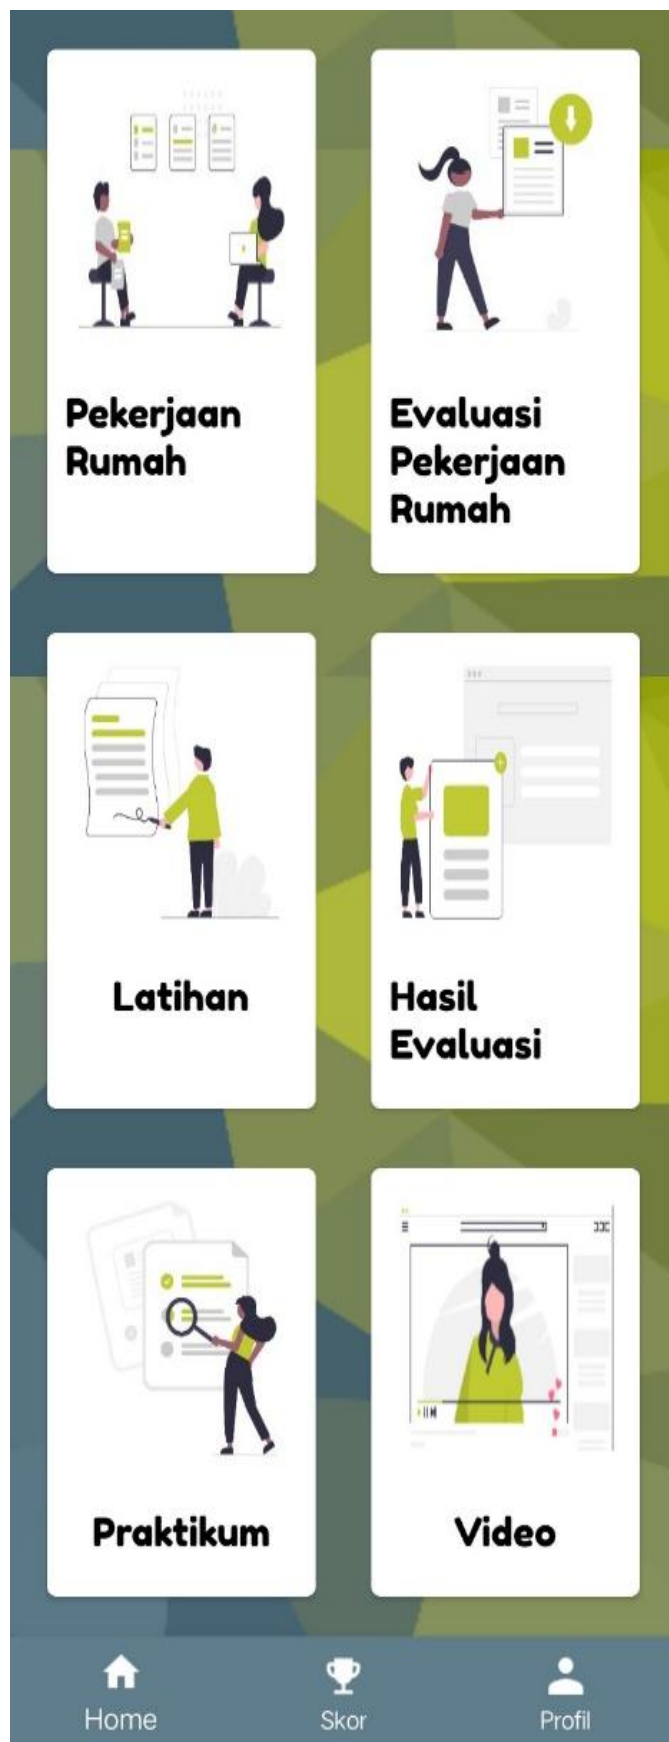 Pekerjaan
Rumah
Evaluasi
Pekerjaan
Rumah
Latihan
Hasil
Evaluasi
Praktikum
Video
Home
Skor
Profil